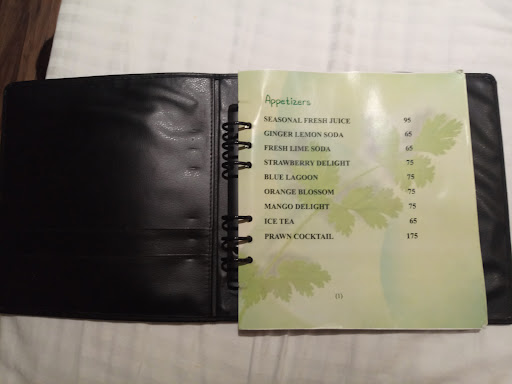 Appetizers
SEASONAL FRESH JUICE 95
GINGER LEMON SODA 65
FRESH LIME SODA 65
STRAWBERRY DELIGHT 75
BLUE LAGOON 75
ORANGE BLOSSOM 75
MANGO DELIGHT 75
ICE TEA 65
PRAWN COCKTAIL 175
(1)